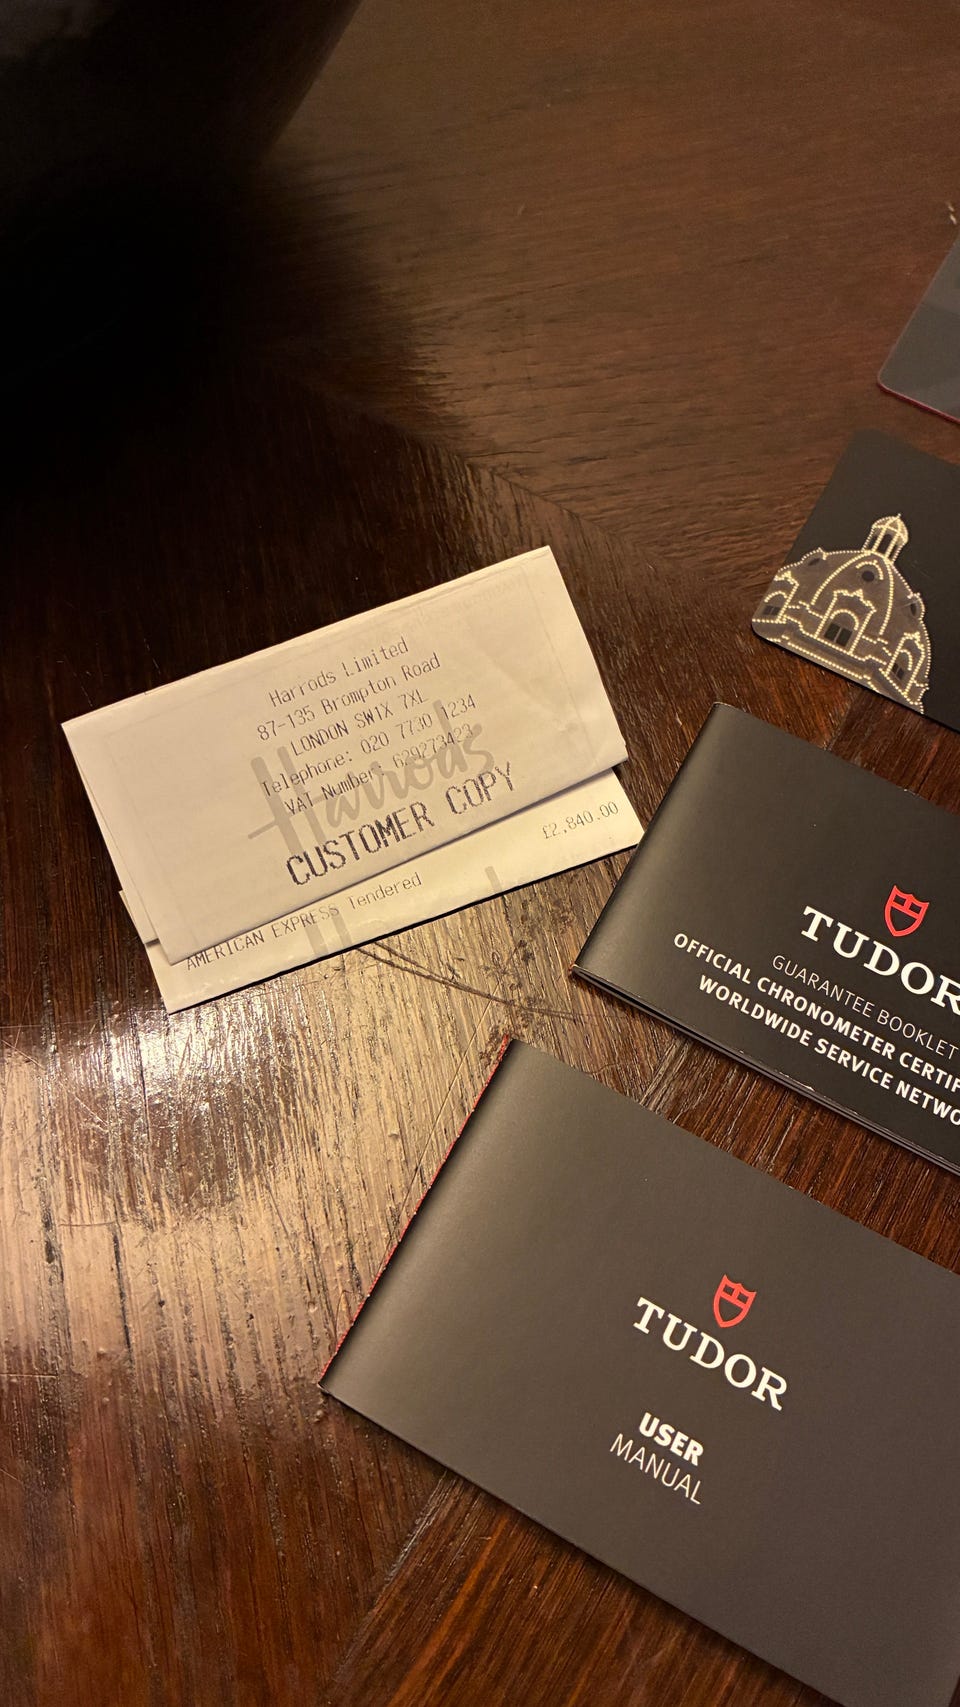 Harrods Limited
87-135 Brompton Road
LONDON SW1X 7XL
Telephone: 020 7730 1234
VAT Number: 629273423
Harrods
CUSTOMER COPY
£2,840.00
AMERICAN EXPRESS Tendered
TUDOR
GUARANTEE BOOKLET
OFFICIAL CHRONOMETER CERTIF
WORLDWIDE SERVICE NETWO
TUDOR
USER
MANUAL